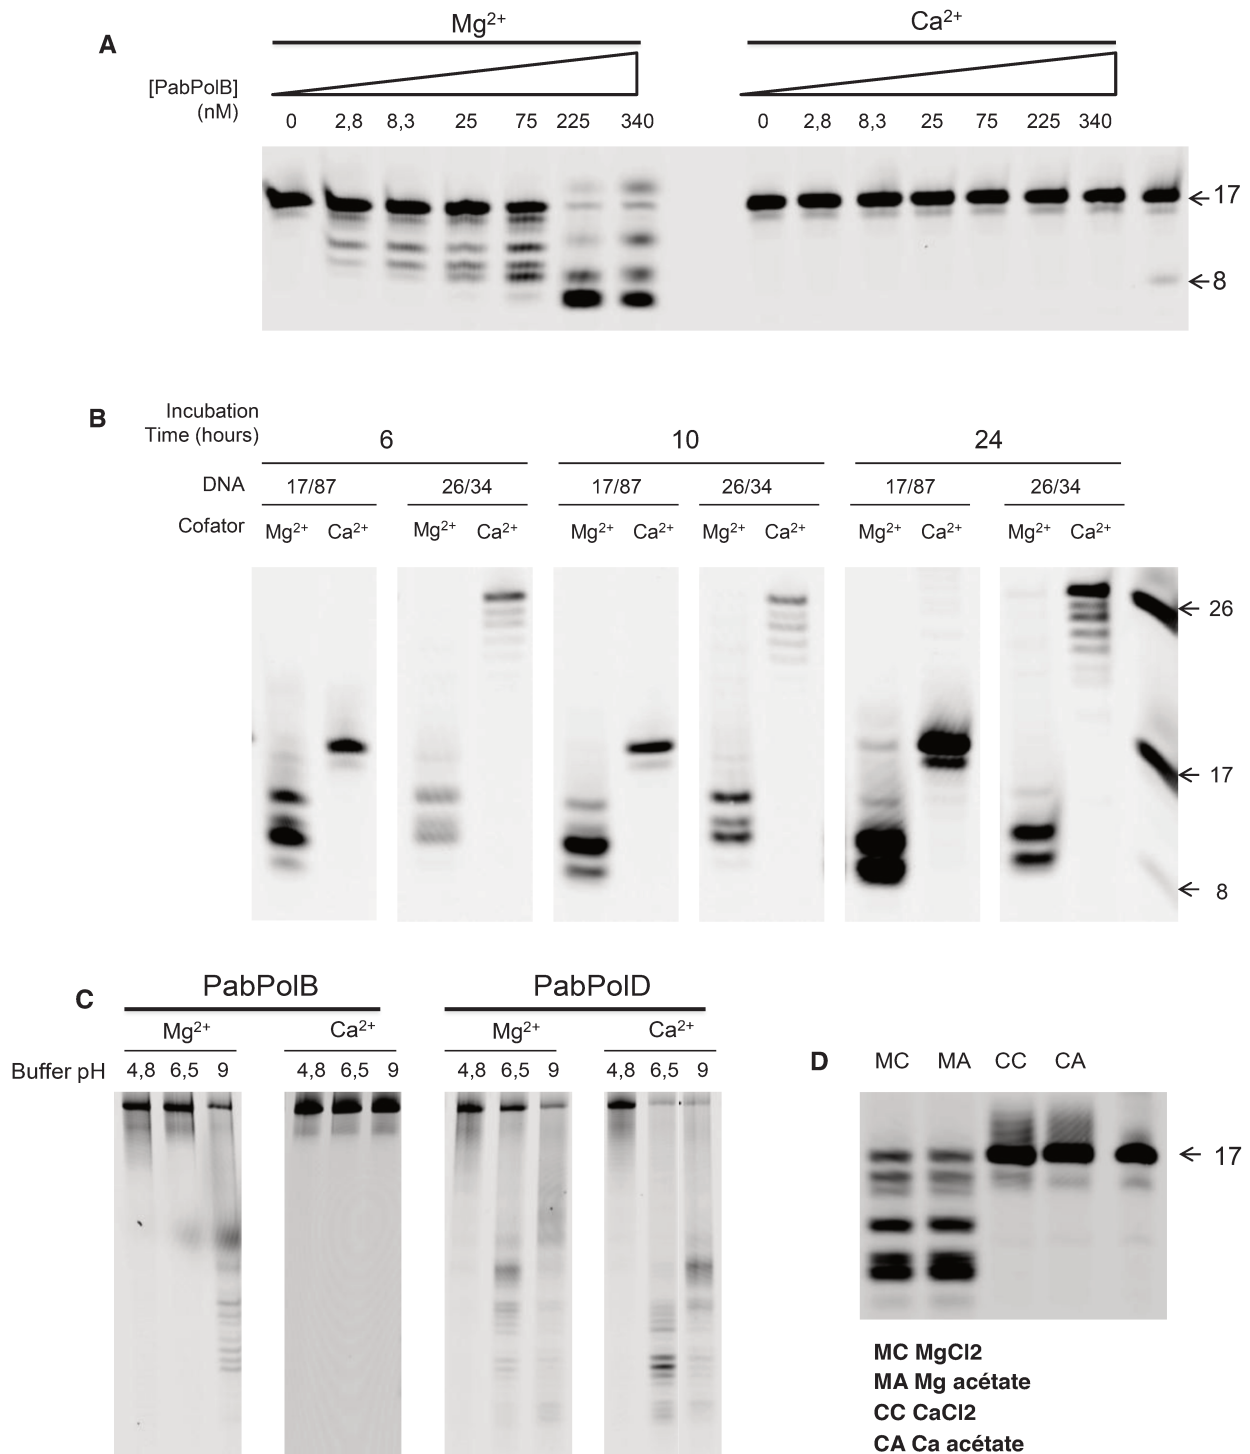 A
Mg²⁺
Ca²⁺
[PabPolB]
(nM)
0 2,8 8,3 25 75 225 340
0 2,8 8,3 25 75 225 340
←17
←8
B
Incubation
Time (hours)
6 10 24
DNA
17/87 26/34 17/87 26/34 17/87 26/34
Cofator
Mg²⁺ Ca²⁺ Mg²⁺ Ca²⁺ Mg²⁺ Ca²⁺ Mg²⁺ Ca²⁺ Mg²⁺ Ca²⁺ Mg²⁺ Ca²⁺
← 26
← 17
← 8
C
PabPolB PabPolD
Mg²⁺ Ca²⁺ Mg²⁺ Ca²⁺
Buffer pH
4,8 6,5 9 4,8 6,5 9 4,8 6,5 9 4,8 6,5 9
D
MC MA CC CA
← 17
MC MgCl2
MA Mg acétate
CC CaCl2
CA Ca acétate